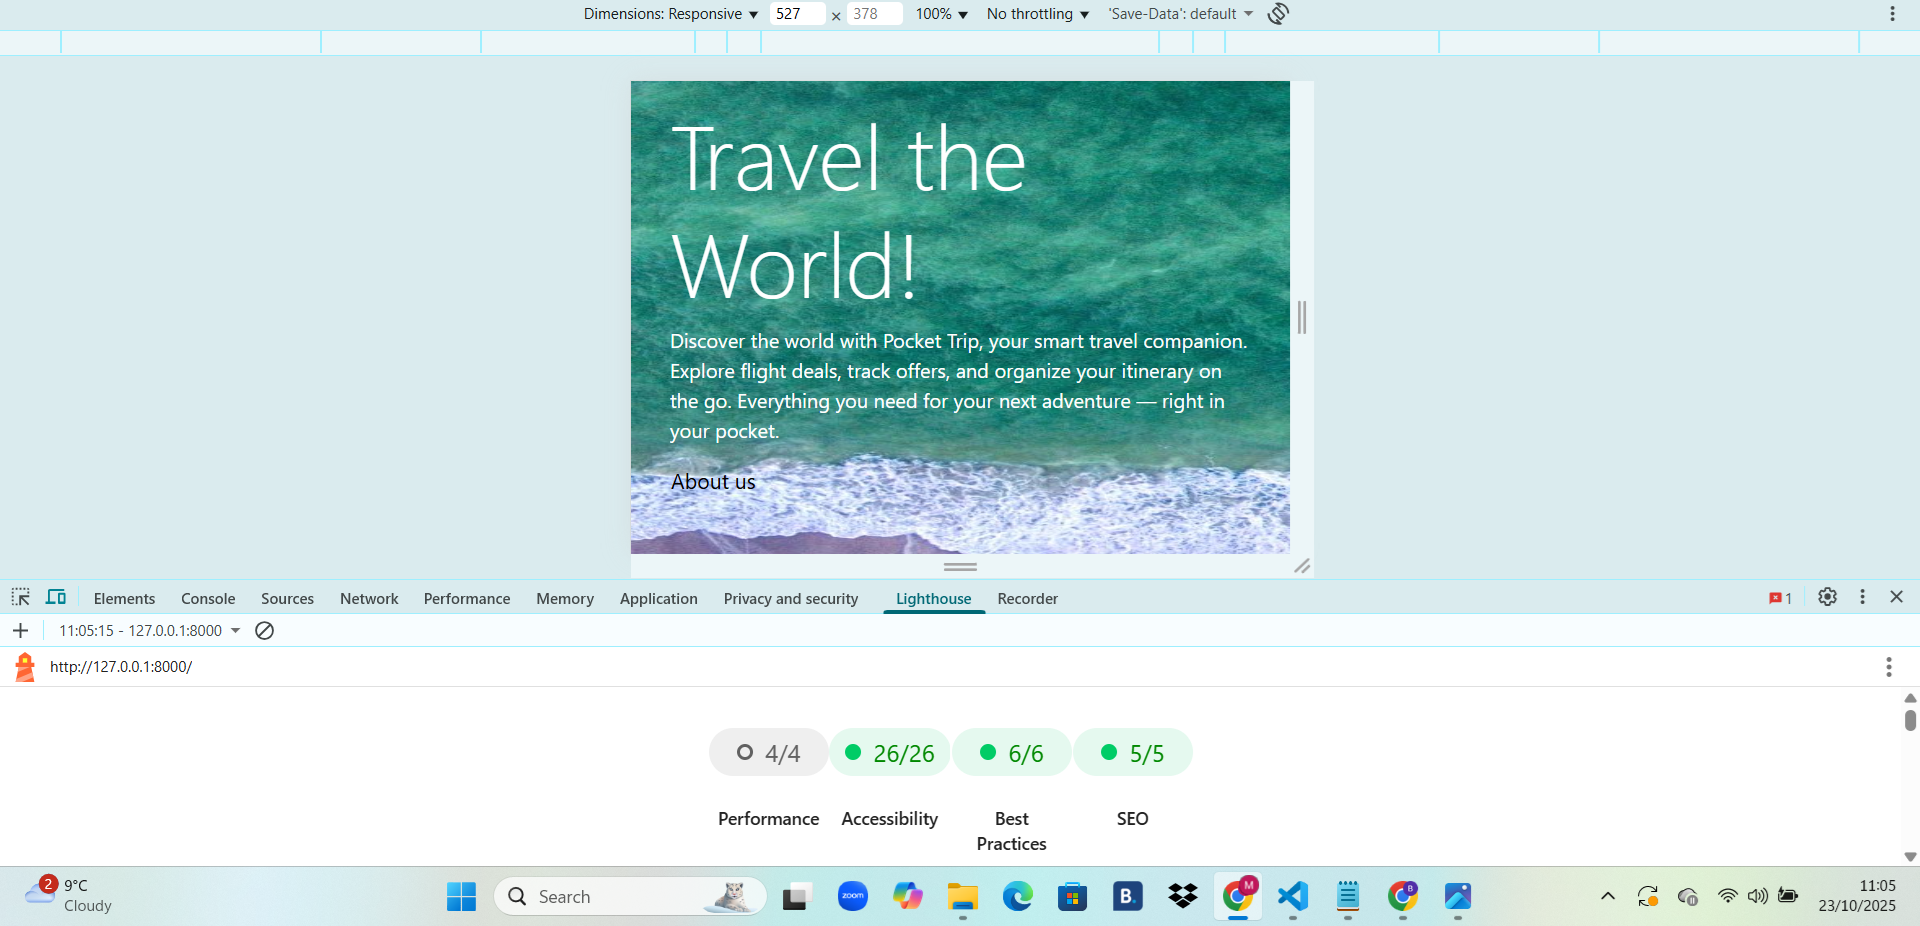 Dimensions: Responsive 527 × 378 100% No throttling 'Save-Data': default
Travel the
World!
Discover the world with Pocket Trip, your smart travel companion.
Explore flight deals, track offers, and organize your itinerary on
the go. Everything you need for your next adventure — right in
your pocket.
About us
Elements Console Sources Network Performance Memory Application Privacy and security Lighthouse Recorder 1
11:05:15 - 127.0.0.1:8000
http://127.0.0.1:8000/
4/4 26/26 6/6 5/5
Performance Accessibility Best Practices SEO
2 9°C
Cloudy
Search
zoom
B.
M
B
11:05
23/10/2025